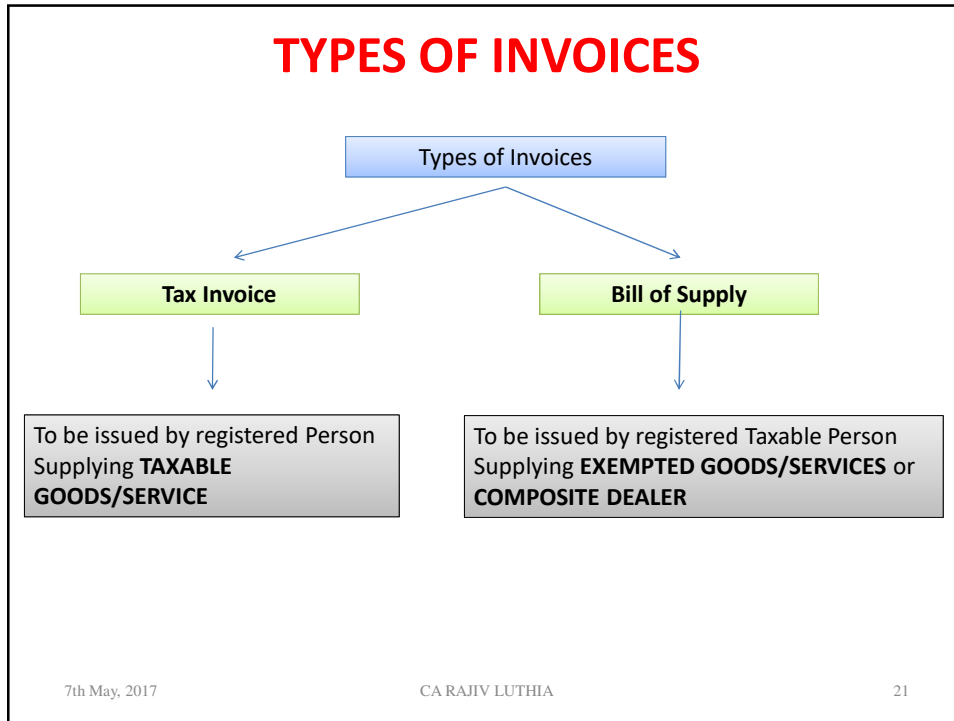 TYPES OF INVOICES
Types of Invoices
Tax Invoice
Bill of Supply
To be issued by registered Person
Supplying TAXABLE
GOODS/SERVICE
To be issued by registered Taxable Person
Supplying EXEMPTED GOODS/SERVICES or
COMPOSITE DEALER
7th May, 2017
CA RAJIV LUTHIA
21